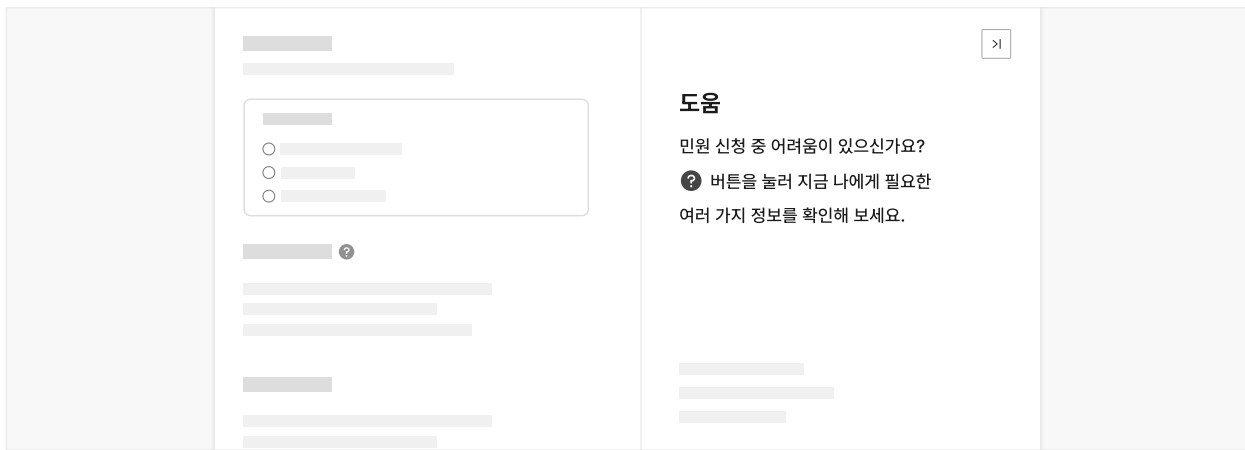 도움
민원 신청 중 어려움이 있으신가요?
? 버튼을 눌러 지금 나에게 필요한
여러 가지 정보를 확인해 보세요.
?